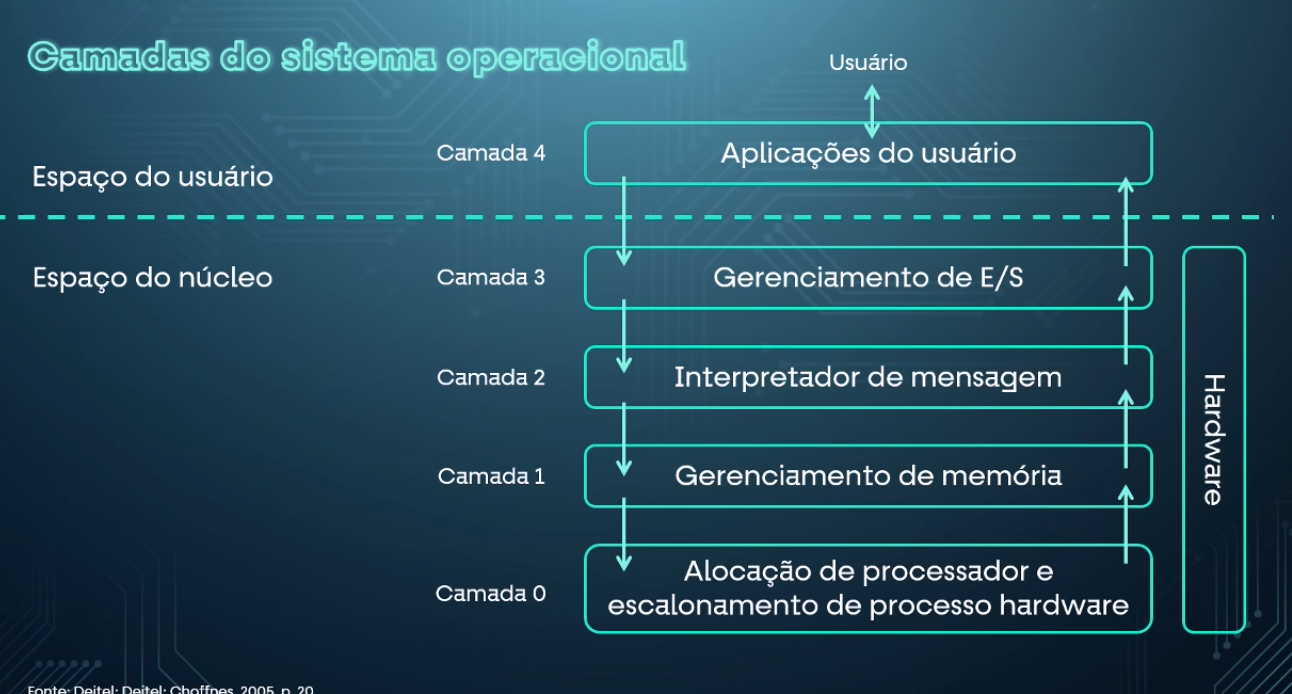 Camadas do sistema operacional
Usuário
Camada 4
Aplicações do usuário
Espaço do usuário
Espaço do núcleo
Camada 3
Gerenciamento de E/S
Camada 2
Interpretador de mensagem
Camada 1
Gerenciamento de memória
Camada 0
Alocação de processador e
escalonamento de processo hardware
Hardware
Fonte: Deitel; Deitel; Choffnes, 2005, p. 20